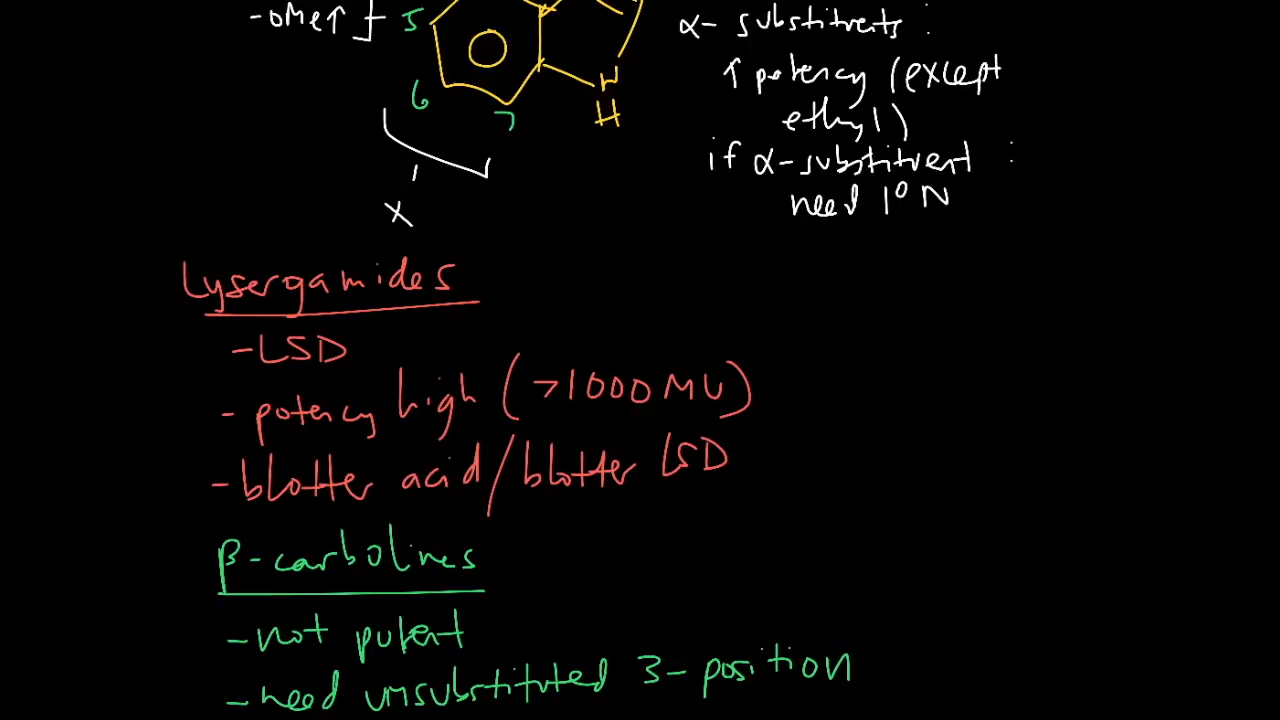 -OMe↑ 5
6
7
N
H
X
α- substituents :
↑ potency (except
ethyl)
if α-substituent :
need 1° N
Lysergamides
-LSD
- potency high (>1000 MU)
- blotter acid/blotter LSD
β-carbolines
-not potent
-need unsubstituted 3-position